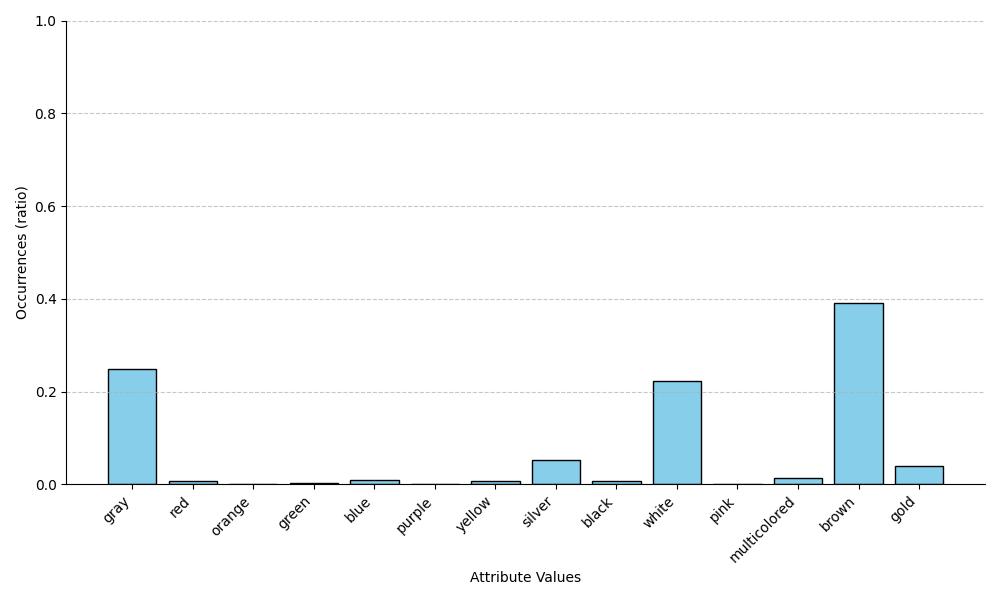 1.0
0.8
0.6
0.4
0.2
0.0
Occurrences (ratio)
gray
red
orange
green
blue
purple
yellow
silver
black
white
pink
multicolored
brown
gold
Attribute Values